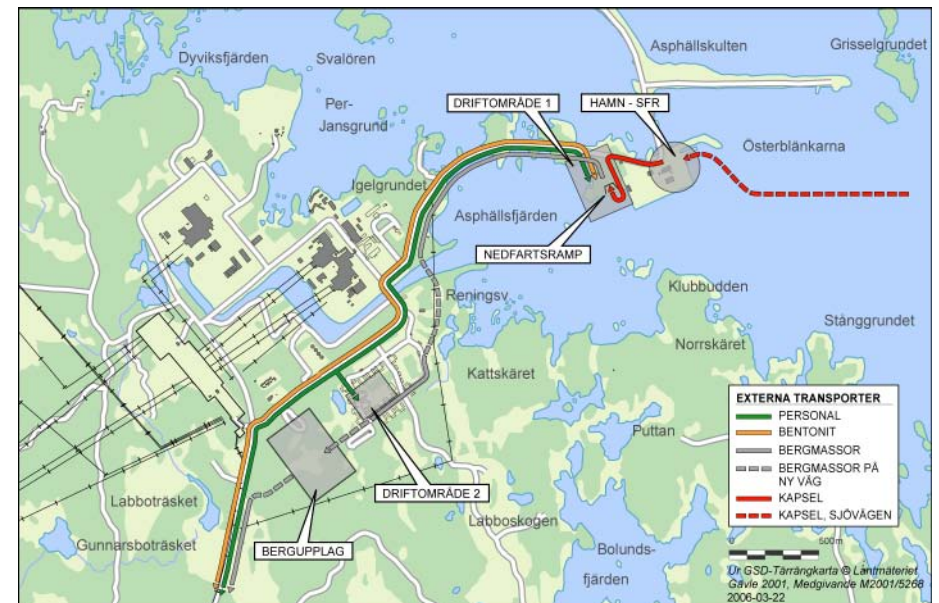 Dyviksfjärden
Svalören
Asphällskulten
Grisselgrundet
Per-
Jansgrund
DRIFTOMRÅDE 1
HAMN - SFR
Österblänkarna
Igelgrundet
Asphällsfjärden
NEDFARTSRAMP
Reningsv
Klubbudden
Stånggrundet
Norrskäret
Kattskäret
Puttan
DRIFTOMRÅDE 2
Labboträsket
Labboskogen
Gunnarsboträsket
BERGUPPLAG
Bolunds-
fjärden
EXTERNA TRANSPORTER
PERSONAL
BENTONIT
BERGMASSOR
BERGMASSOR PÅ
NY VÄG
KAPSEL
KAPSEL, SJÖVÄGEN
0
500m
Ur GSD-Tärrängkarta © Lantmäteriet
Gävle 2001, Medgivande M2001/5268
2006-03-22